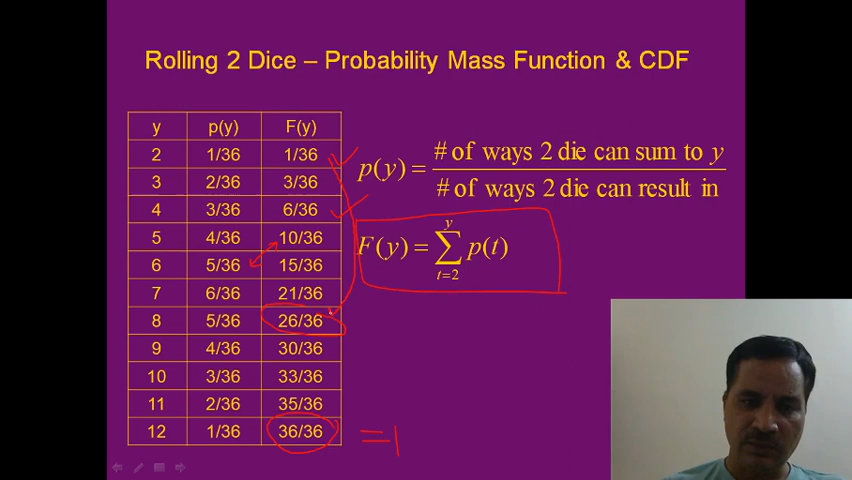 Rolling 2 Dice – Probability Mass Function & CDF
y p(y) F(y)
2 1/36 1/36
3 2/36 3/36
4 3/36 6/36
5 4/36 10/36
6 5/36 15/36
7 6/36 21/36
8 5/36 26/36
9 4/36 30/36
10 3/36 33/36
11 2/36 35/36
12 1/36 36/36
=1
p(y) = # of ways 2 die can sum to y
# of ways 2 die can result in
y
F(y) = ∑ p(t)
t=2